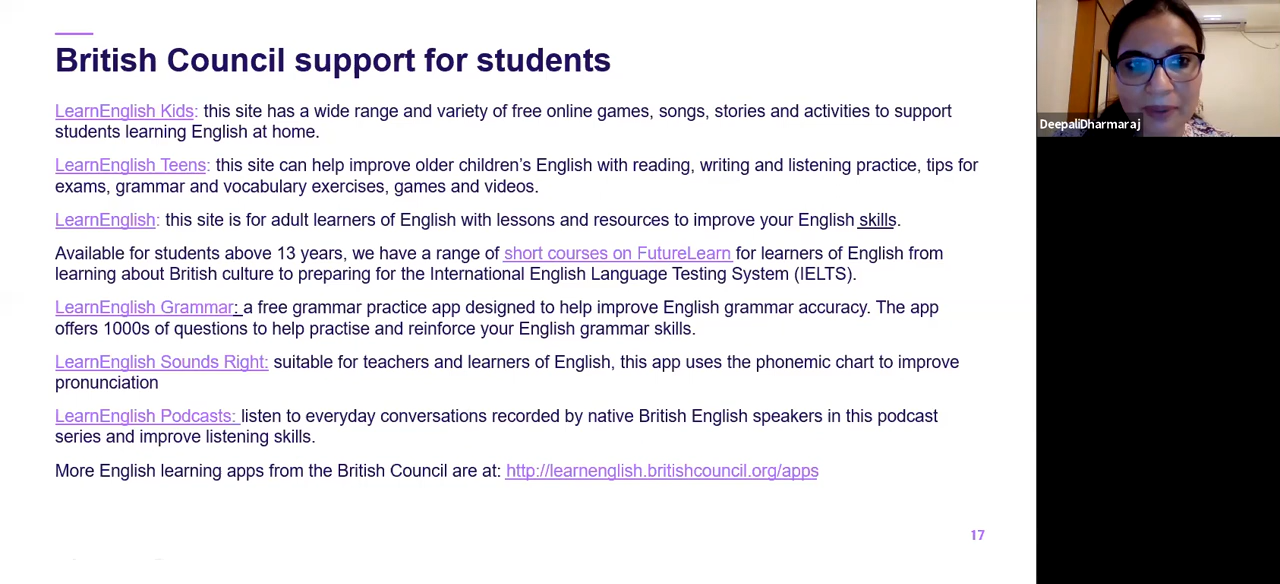 British Council support for students
LearnEnglish Kids: this site has a wide range and variety of free online games, songs, stories and activities to support
students learning English at home.
LearnEnglish Teens: this site can help improve older children’s English with reading, writing and listening practice, tips for
exams, grammar and vocabulary exercises, games and videos.
LearnEnglish: this site is for adult learners of English with lessons and resources to improve your English skills.
Available for students above 13 years, we have a range of short courses on FutureLearn for learners of English from
learning about British culture to preparing for the International English Language Testing System (IELTS).
LearnEnglish Grammar: a free grammar practice app designed to help improve English grammar accuracy. The app
offers 1000s of questions to help practise and reinforce your English grammar skills.
LearnEnglish Sounds Right: suitable for teachers and learners of English, this app uses the phonemic chart to improve
pronunciation
LearnEnglish Podcasts: listen to everyday conversations recorded by native British English speakers in this podcast
series and improve listening skills.
More English learning apps from the British Council are at: http://learnenglish.britishcouncil.org/apps
17
DeepaliDharmaraj